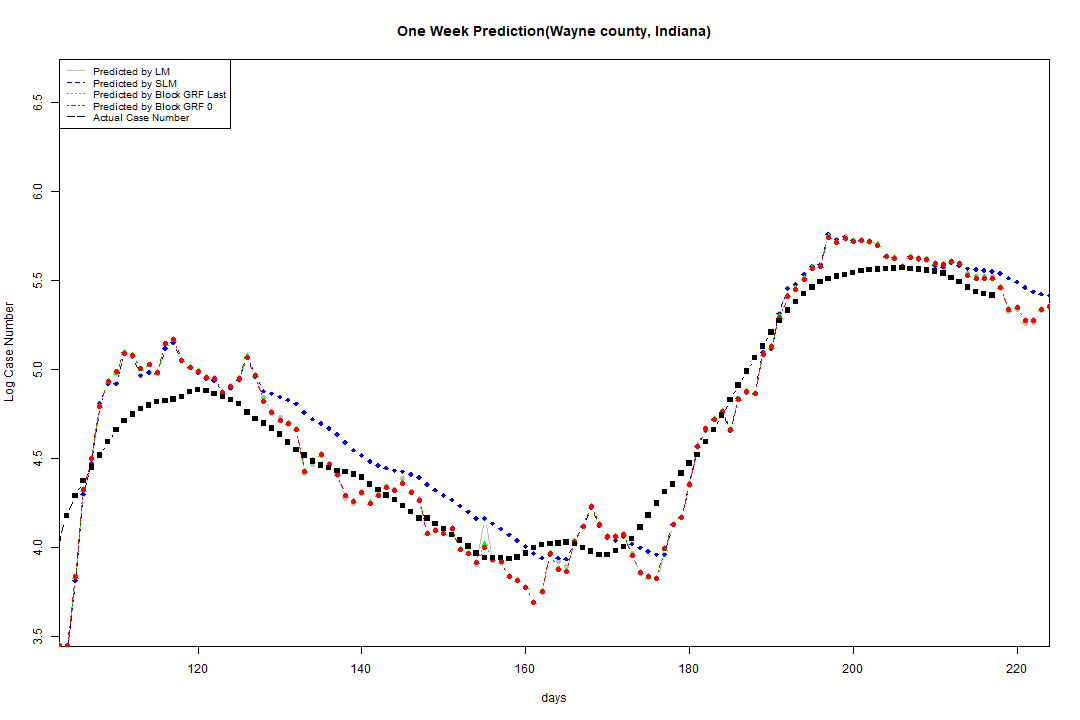 One Week Prediction(Wayne county, Indiana)
Predicted by LM
Predicted by SLM
Predicted by Block GRF Last
Predicted by Block GRF 0
Actual Case Number
Log Case Number
6.5
6.0
5.5
5.0
4.5
4.0
3.5
120 140 160 180 200 220
days